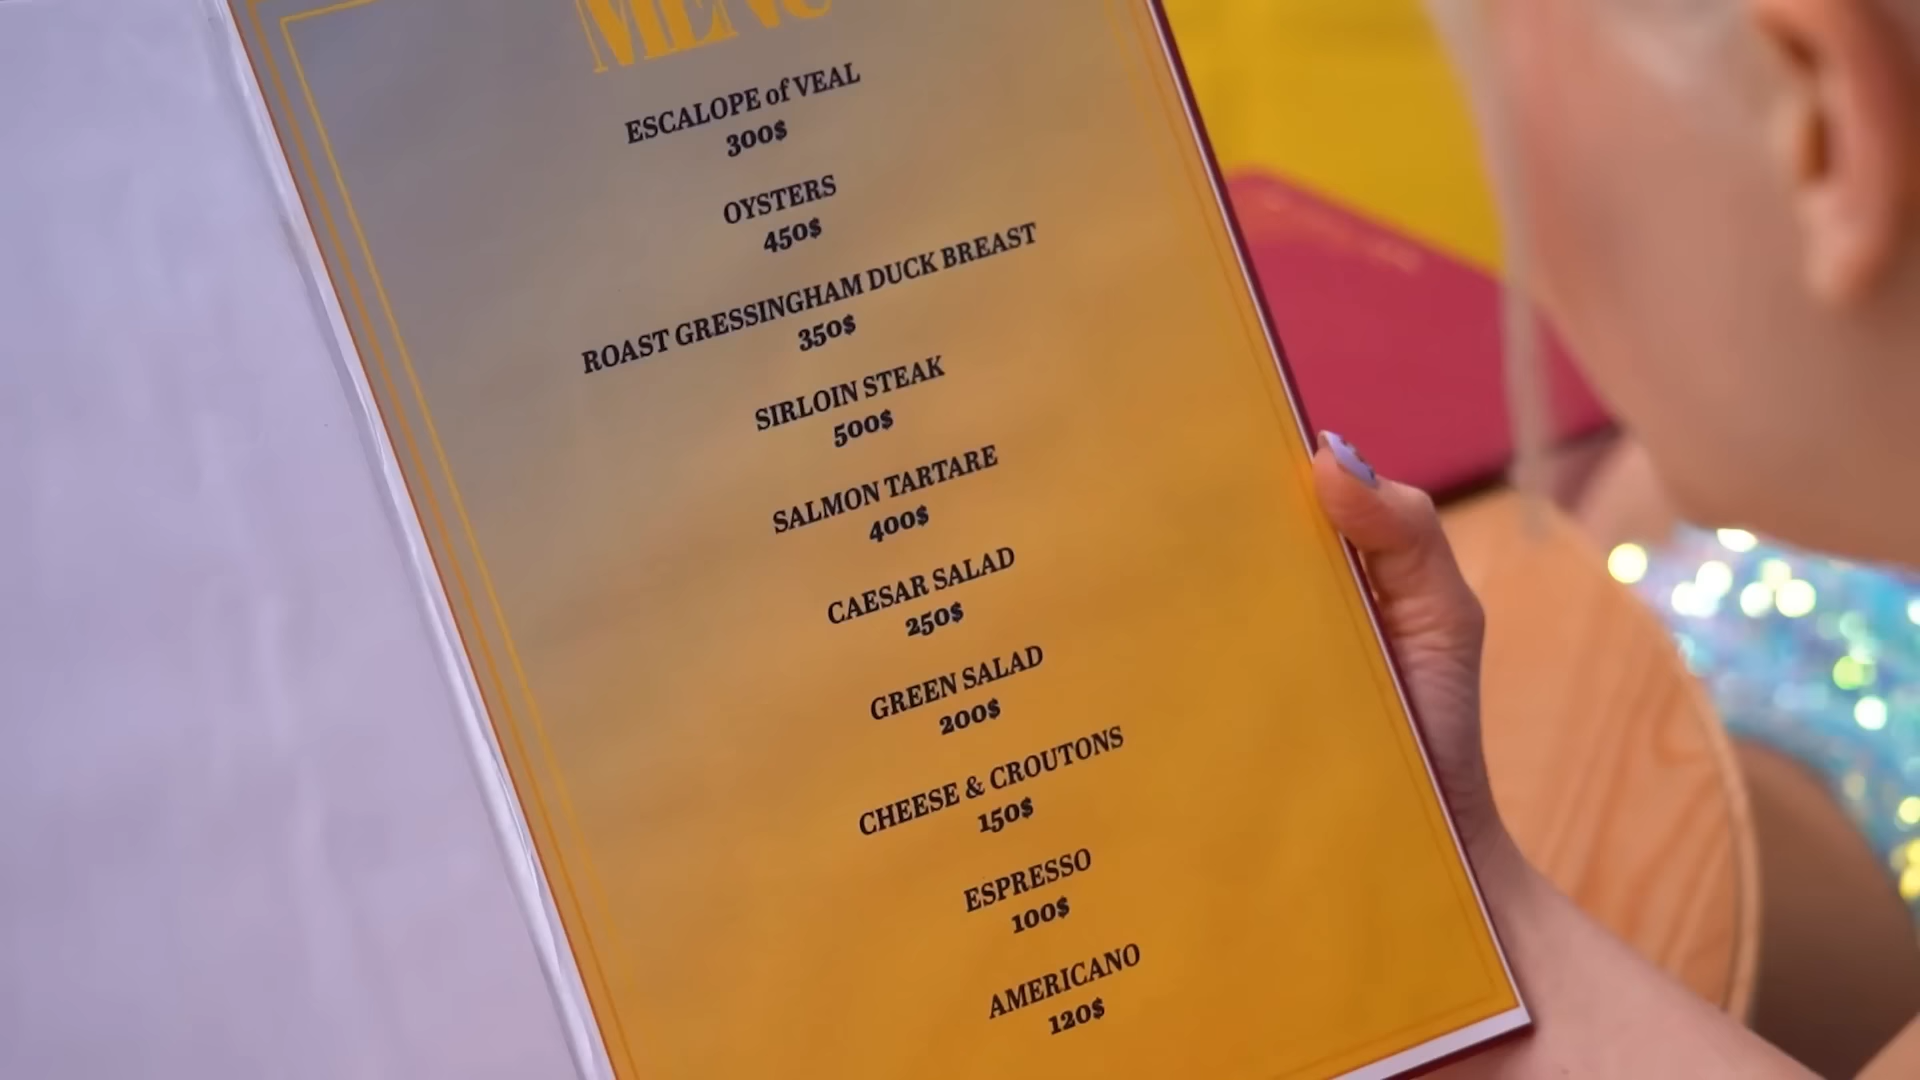 MENU
ESCALOPE of VEAL
300$
OYSTERS
450$
ROAST GRESSINGHAM DUCK BREAST
350$
SIRLOIN STEAK
500$
SALMON TARTARE
400$
CAESAR SALAD
250$
GREEN SALAD
200$
CHEESE & CROUTONS
150$
ESPRESSO
100$
AMERICANO
120$